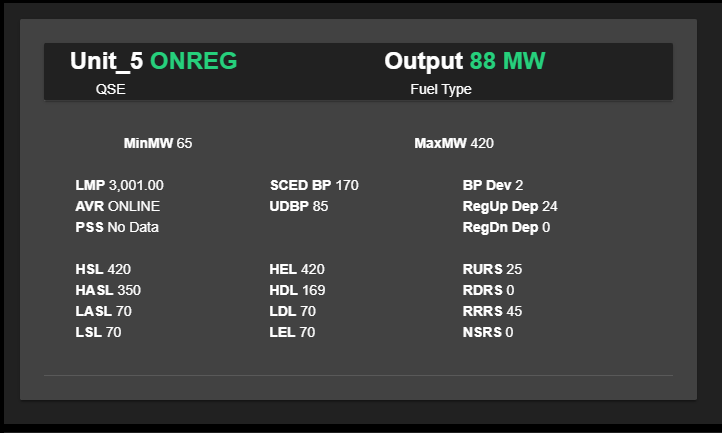 Unit_5 ONREG Output 88 MW
QSE Fuel Type
MinMW 65 MaxMW 420
LMP 3,001.00 SCED BP 170 BP Dev 2
AVR ONLINE UDBP 85 RegUp Dep 24
PSS No Data RegDn Dep 0
HSL 420 HEL 420 RURS 25
HASL 350 HDL 169 RDRS 0
LASL 70 LDL 70 RRRS 45
LSL 70 LEL 70 NSRS 0